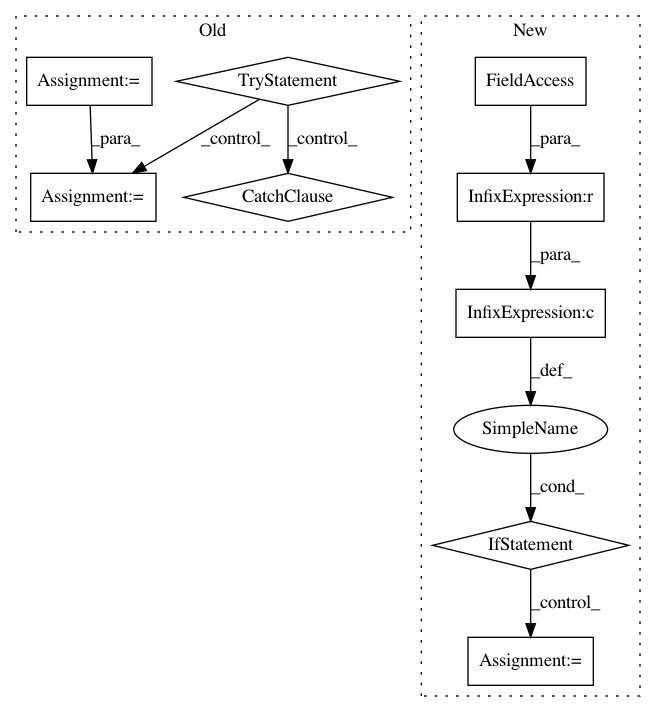 Old
Assignment:=
TryStatement
_para_
_control_
_control_
Assignment:=
CatchClause
New
FieldAccess
_para_
InfixExpression:r
_para_
InfixExpression:c
_def_
SimpleName
_cond_
IfStatement
_control_
Assignment:=